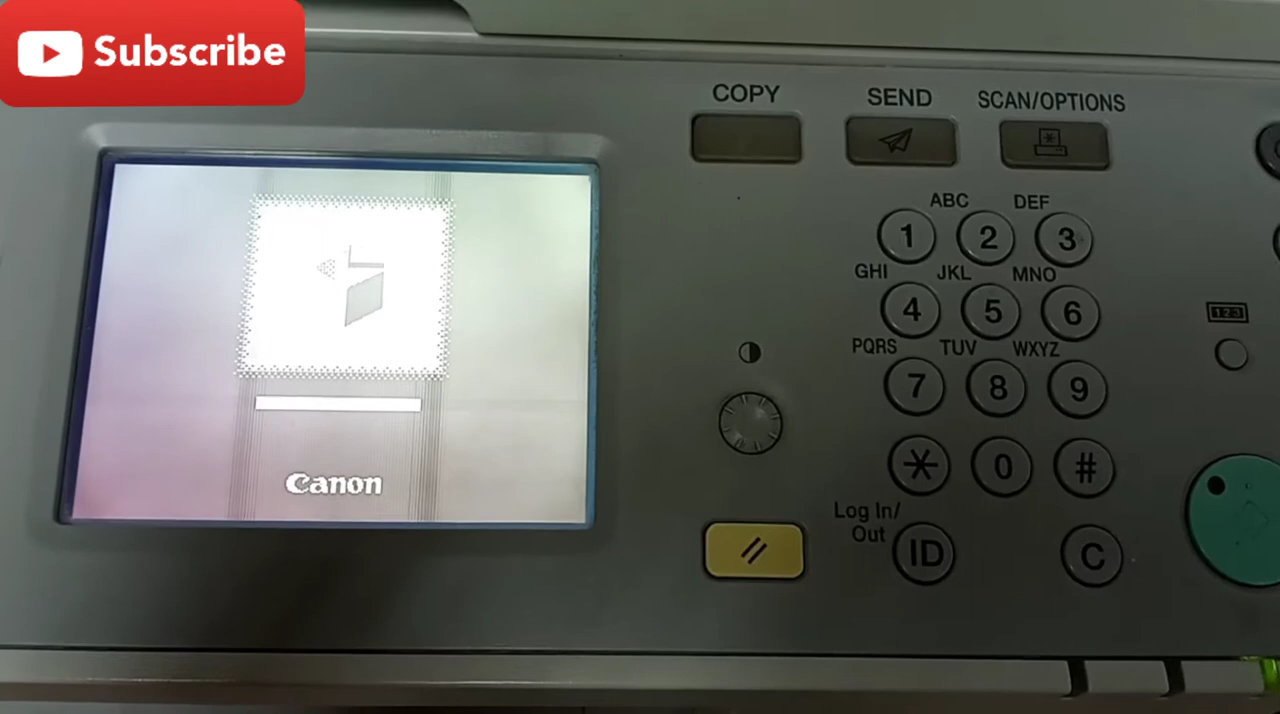 Subscribe
COPY
SEND
SCAN/OPTIONS
ABC
DEF
1
2
3
GHI
JKL
MNO
4
5
6
PQRS
TUV
WXYZ
7
8
9
*
0
#
Log In/
Out
ID
C
123
Canon